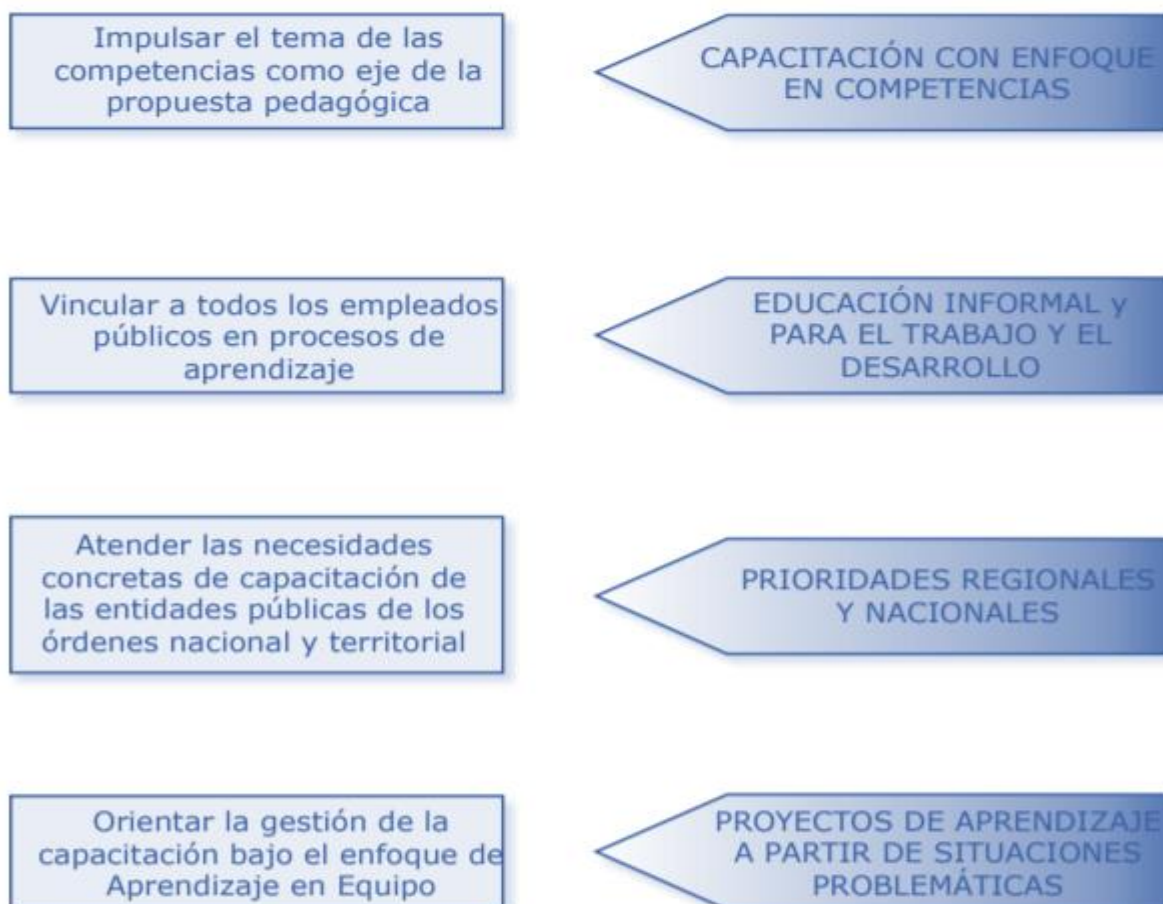 Impulsar el tema de las
competencias como eje de la
propuesta pedagógica
CAPACITACIÓN CON ENFOQUE
EN COMPETENCIAS
Vincular a todos los empleados
públicos en procesos de
aprendizaje
EDUCACIÓN INFORMAL y
PARA EL TRABAJO Y EL
DESARROLLO
Atender las necesidades
concretas de capacitación de
las entidades públicas de los
órdenes nacional y territorial
PRIORIDADES REGIONALES
Y NACIONALES
Orientar la gestión de la
capacitación bajo el enfoque de
Aprendizaje en Equipo
PROYECTOS DE APRENDIZAJE
A PARTIR DE SITUACIONES
PROBLEMÁTICAS